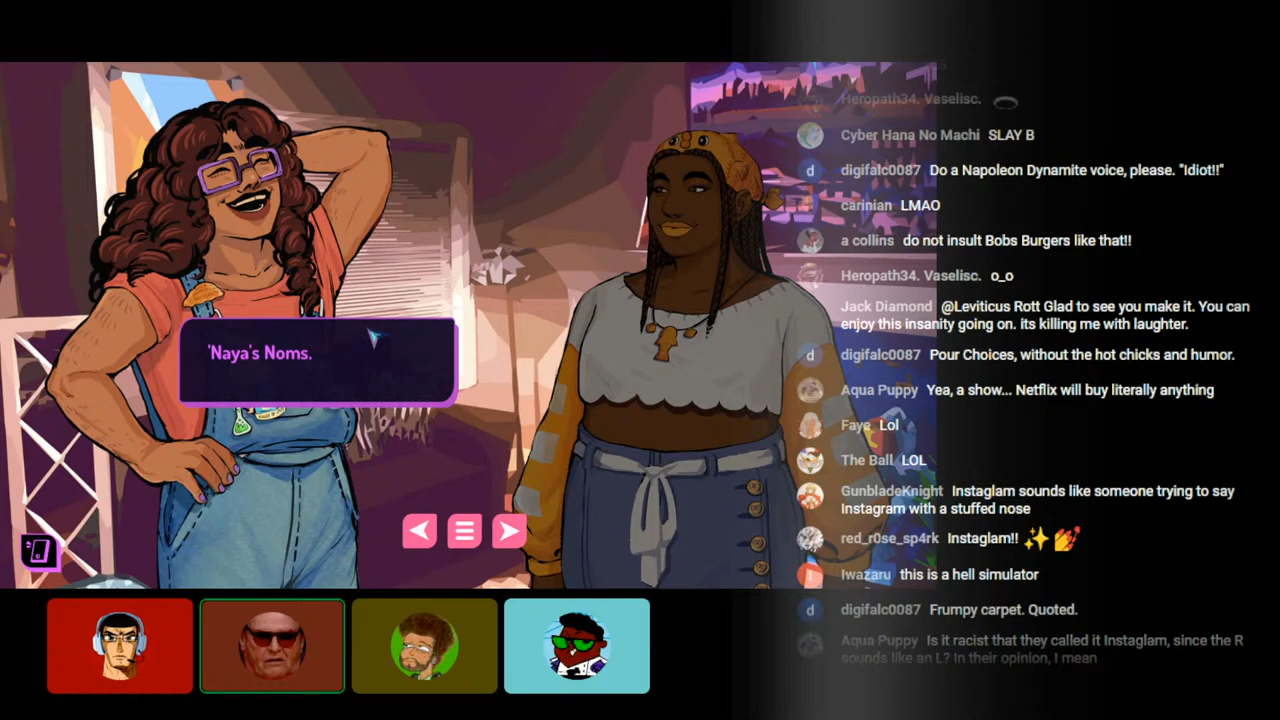 Heropath34. Vaselisc.
Cyber Hana No Machi SLAY B
digifalc0087 Do a Napoleon Dynamite voice, please. "Idiot!!"
carinian LMAO
a collins do not insult Bobs Burgers like that!!
Heropath34. Vaselisc. o_o
Jack Diamond @Leviticus Rott Glad to see you make it. You can
enjoy this insanity going on. its killing me with laughter.
digifalc0087 Pour Choices, without the hot chicks and humor.
Aqua Puppy Yea, a show... Netflix will buy literally anything
Faye Lol
The Ball LOL
GunbladeKnight Instaglam sounds like someone trying to say
Instagram with a stuffed nose
red_r0se_sp4rk Instaglam!! ✨💅
Iwazaru this is a hell simulator
digifalc0087 Frumpy carpet. Quoted.
Aqua Puppy Is it racist that they called it Instaglam, since the R
sounds like an L? In their opinion, I mean
'Naya's Noms.
d
d
d